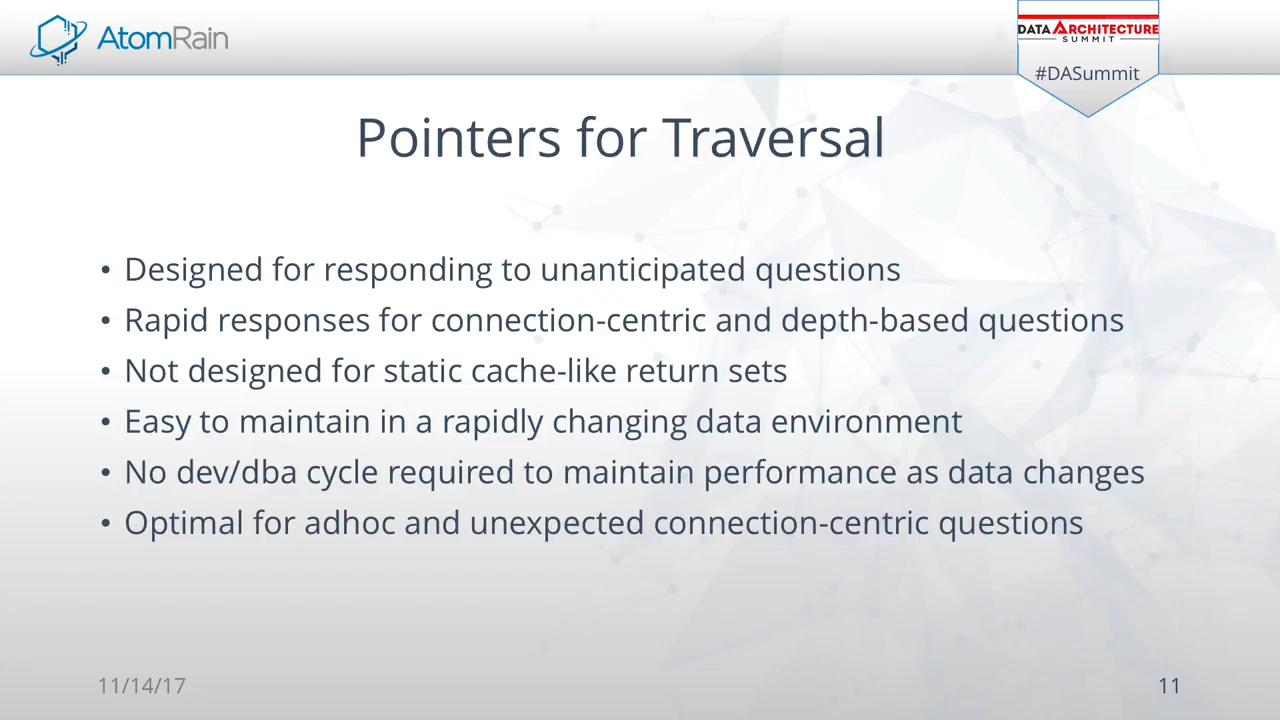 AtomRain
DATA ARCHITECTURE
SUMMIT
#DASummit
Pointers for Traversal
• Designed for responding to unanticipated questions
• Rapid responses for connection-centric and depth-based questions
• Not designed for static cache-like return sets
• Easy to maintain in a rapidly changing data environment
• No dev/dba cycle required to maintain performance as data changes
• Optimal for adhoc and unexpected connection-centric questions
11/14/17
11